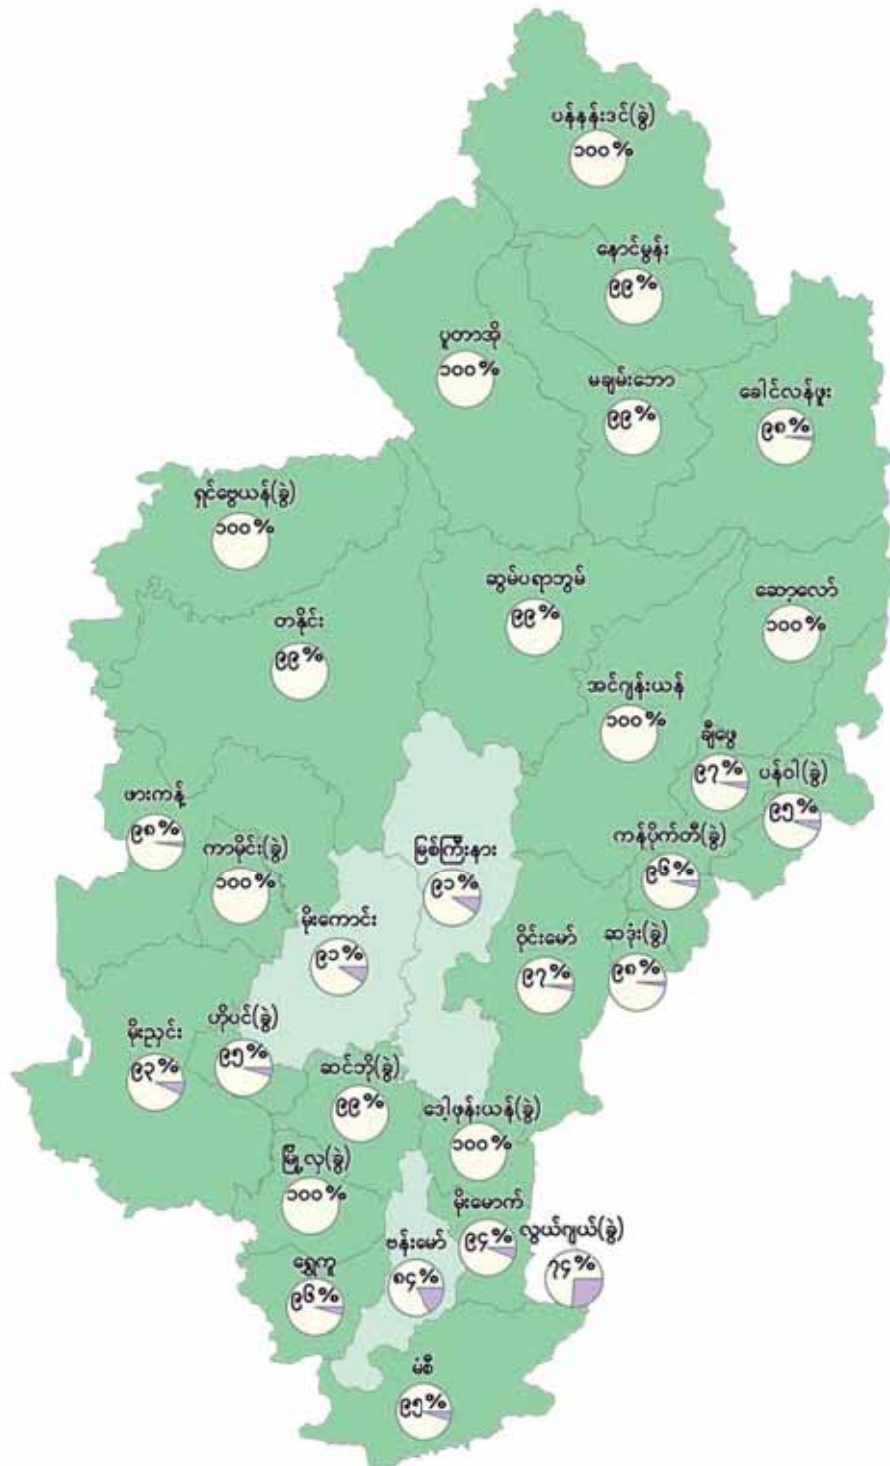 ပန်နန်းဒင်(ခွဲ)
၁၀၀%
နောင်မွန်း
၉၉%
ပူတာအို
၁၀၀%
မချမ်းဘော
၉၉%
ခေါင်လန်ဖူး
၉၈%
ရှင်ဗွေယန်(ခွဲ)
၁၀၀%
ဆွမ်ပရာဘွမ်
၉၉%
ဆော့လော်
၁၀၀%
တနိုင်း
၉၉%
အင်ဂျန်းယန်
၁၀၀%
ချီဖွေ
၉၇%
ပန်ဝါ(ခွဲ)
၉၅%
ဖားကန့်
၉၈%
ကာမိုင်း(ခွဲ)
၁၀၀%
မြစ်ကြီးနား
၉၁%
ကန်ပိုက်တီ(ခွဲ)
၉၆%
မိုးကောင်း
၉၁%
ဝိုင်းမော်
၉၇%
ဆဒုံး(ခွဲ)
၉၈%
မိုးညှင်း
၉၃%
ဟိုပင်(ခွဲ)
၉၅%
ဆင်ဘို(ခွဲ)
၉၉%
ဒေါ့ဖုန်းယန်(ခွဲ)
၁၀၀%
မြို့လှ(ခွဲ)
၁၀၀%
မိုးမောက်
၉၄%
လွယ်ဂျယ်(ခွဲ)
၇၄%
ရွှေကူ
၉၆%
ဗန်းမော်
၈၄%
မံစီ
၉၅%